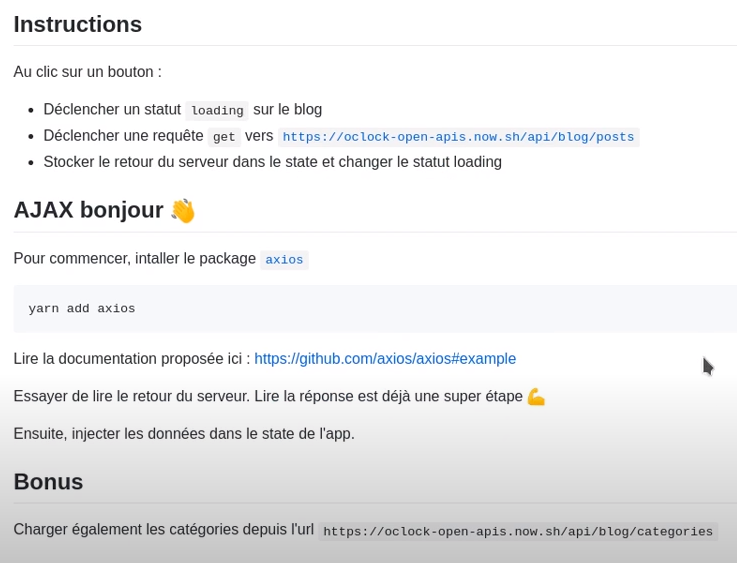 Instructions
Au clic sur un bouton :
Déclencher un statut loading sur le blog
Déclencher une requête get vers https://oclock-open-apis.now.sh/api/blog/posts
Stocker le retour du serveur dans le state et changer le statut loading
AJAX bonjour 👋
Pour commencer, intaller le package axios
yarn add axios
Lire la documentation proposée ici : https://github.com/axios/axios#example
Essayer de lire le retour du serveur. Lire la réponse est déjà une super étape 💪
Ensuite, injecter les données dans le state de l'app.
Bonus
Charger également les catégories depuis l'url https://oclock-open-apis.now.sh/api/blog/categories